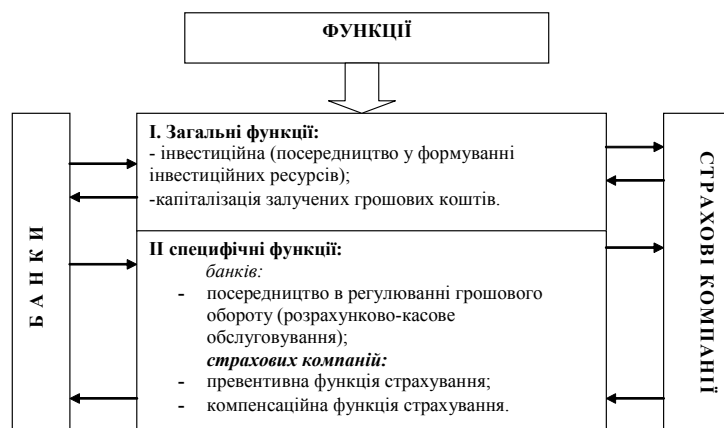 ФУНКЦІЇ
БАНКИ
І. Загальні функції:
- інвестиційна (посередництво у формуванні
інвестиційних ресурсів);
-капіталізація залучених грошових коштів.
ІІ специфічні функції:
банків:
- посередництво в регулюванні грошового
обороту (розрахунково-касове
обслуговування);
страхових компаній:
- превентивна функція страхування;
- компенсаційна функція страхування.
СТРАХОВІ КОМПАНІЇ